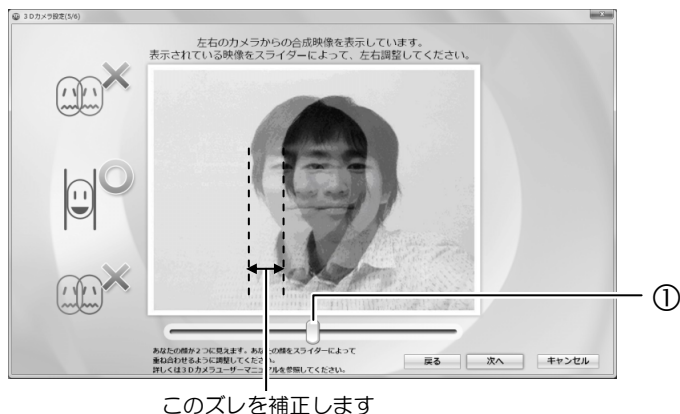 3Dカメラ設定(5/6)
左右のカメラからの合成映像を表示しています。
表示されている映像をスライダーによって、左右調整してください。
①
あなたの顔が2つに見えます。あなたの顔をスライダーによって
重ね合わせるように調整してください。
詳しくは3Dカメラユーザーマニュアルを参照してください。
戻る
次へ
キャンセル
このズレを補正します